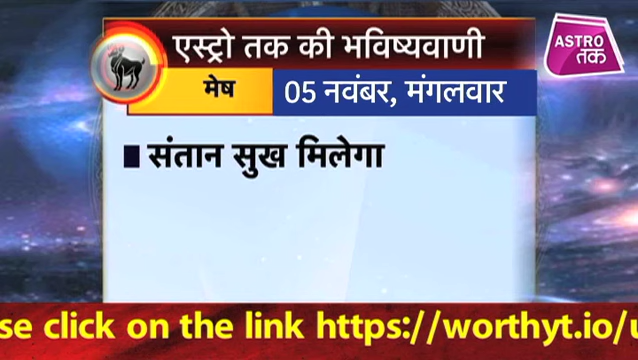 एस्ट्रो तक की भविष्यवाणी
ASTRO
तक
मेष
05 नवंबर, मंगलवार
संतान सुख मिलेगा
se click on the link https://worthyt.io/u